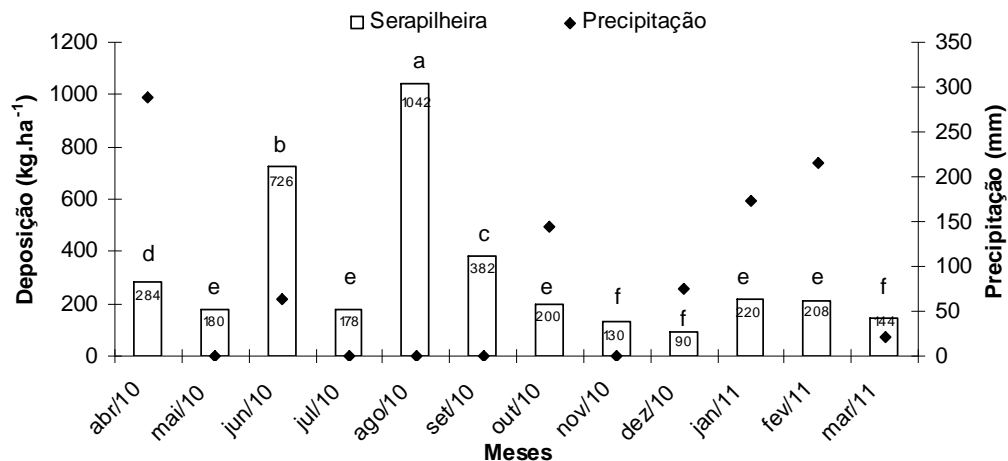 Serapilheira Precipitação
Deposição (kg.ha-1)
1200
1000
800
600
400
200
0
d
284
e
180
b
726
e
178
a
1042
c
382
e
200
f
130
f
90
e
220
e
208
f
144
350
300
250
200
150
100
50
0
Precipitação (mm)
abr/10 mai/10 jun/10 jul/10 ago/10 set/10 out/10 nov/10 dez/10 jan/11 fev/11 mar/11
Meses